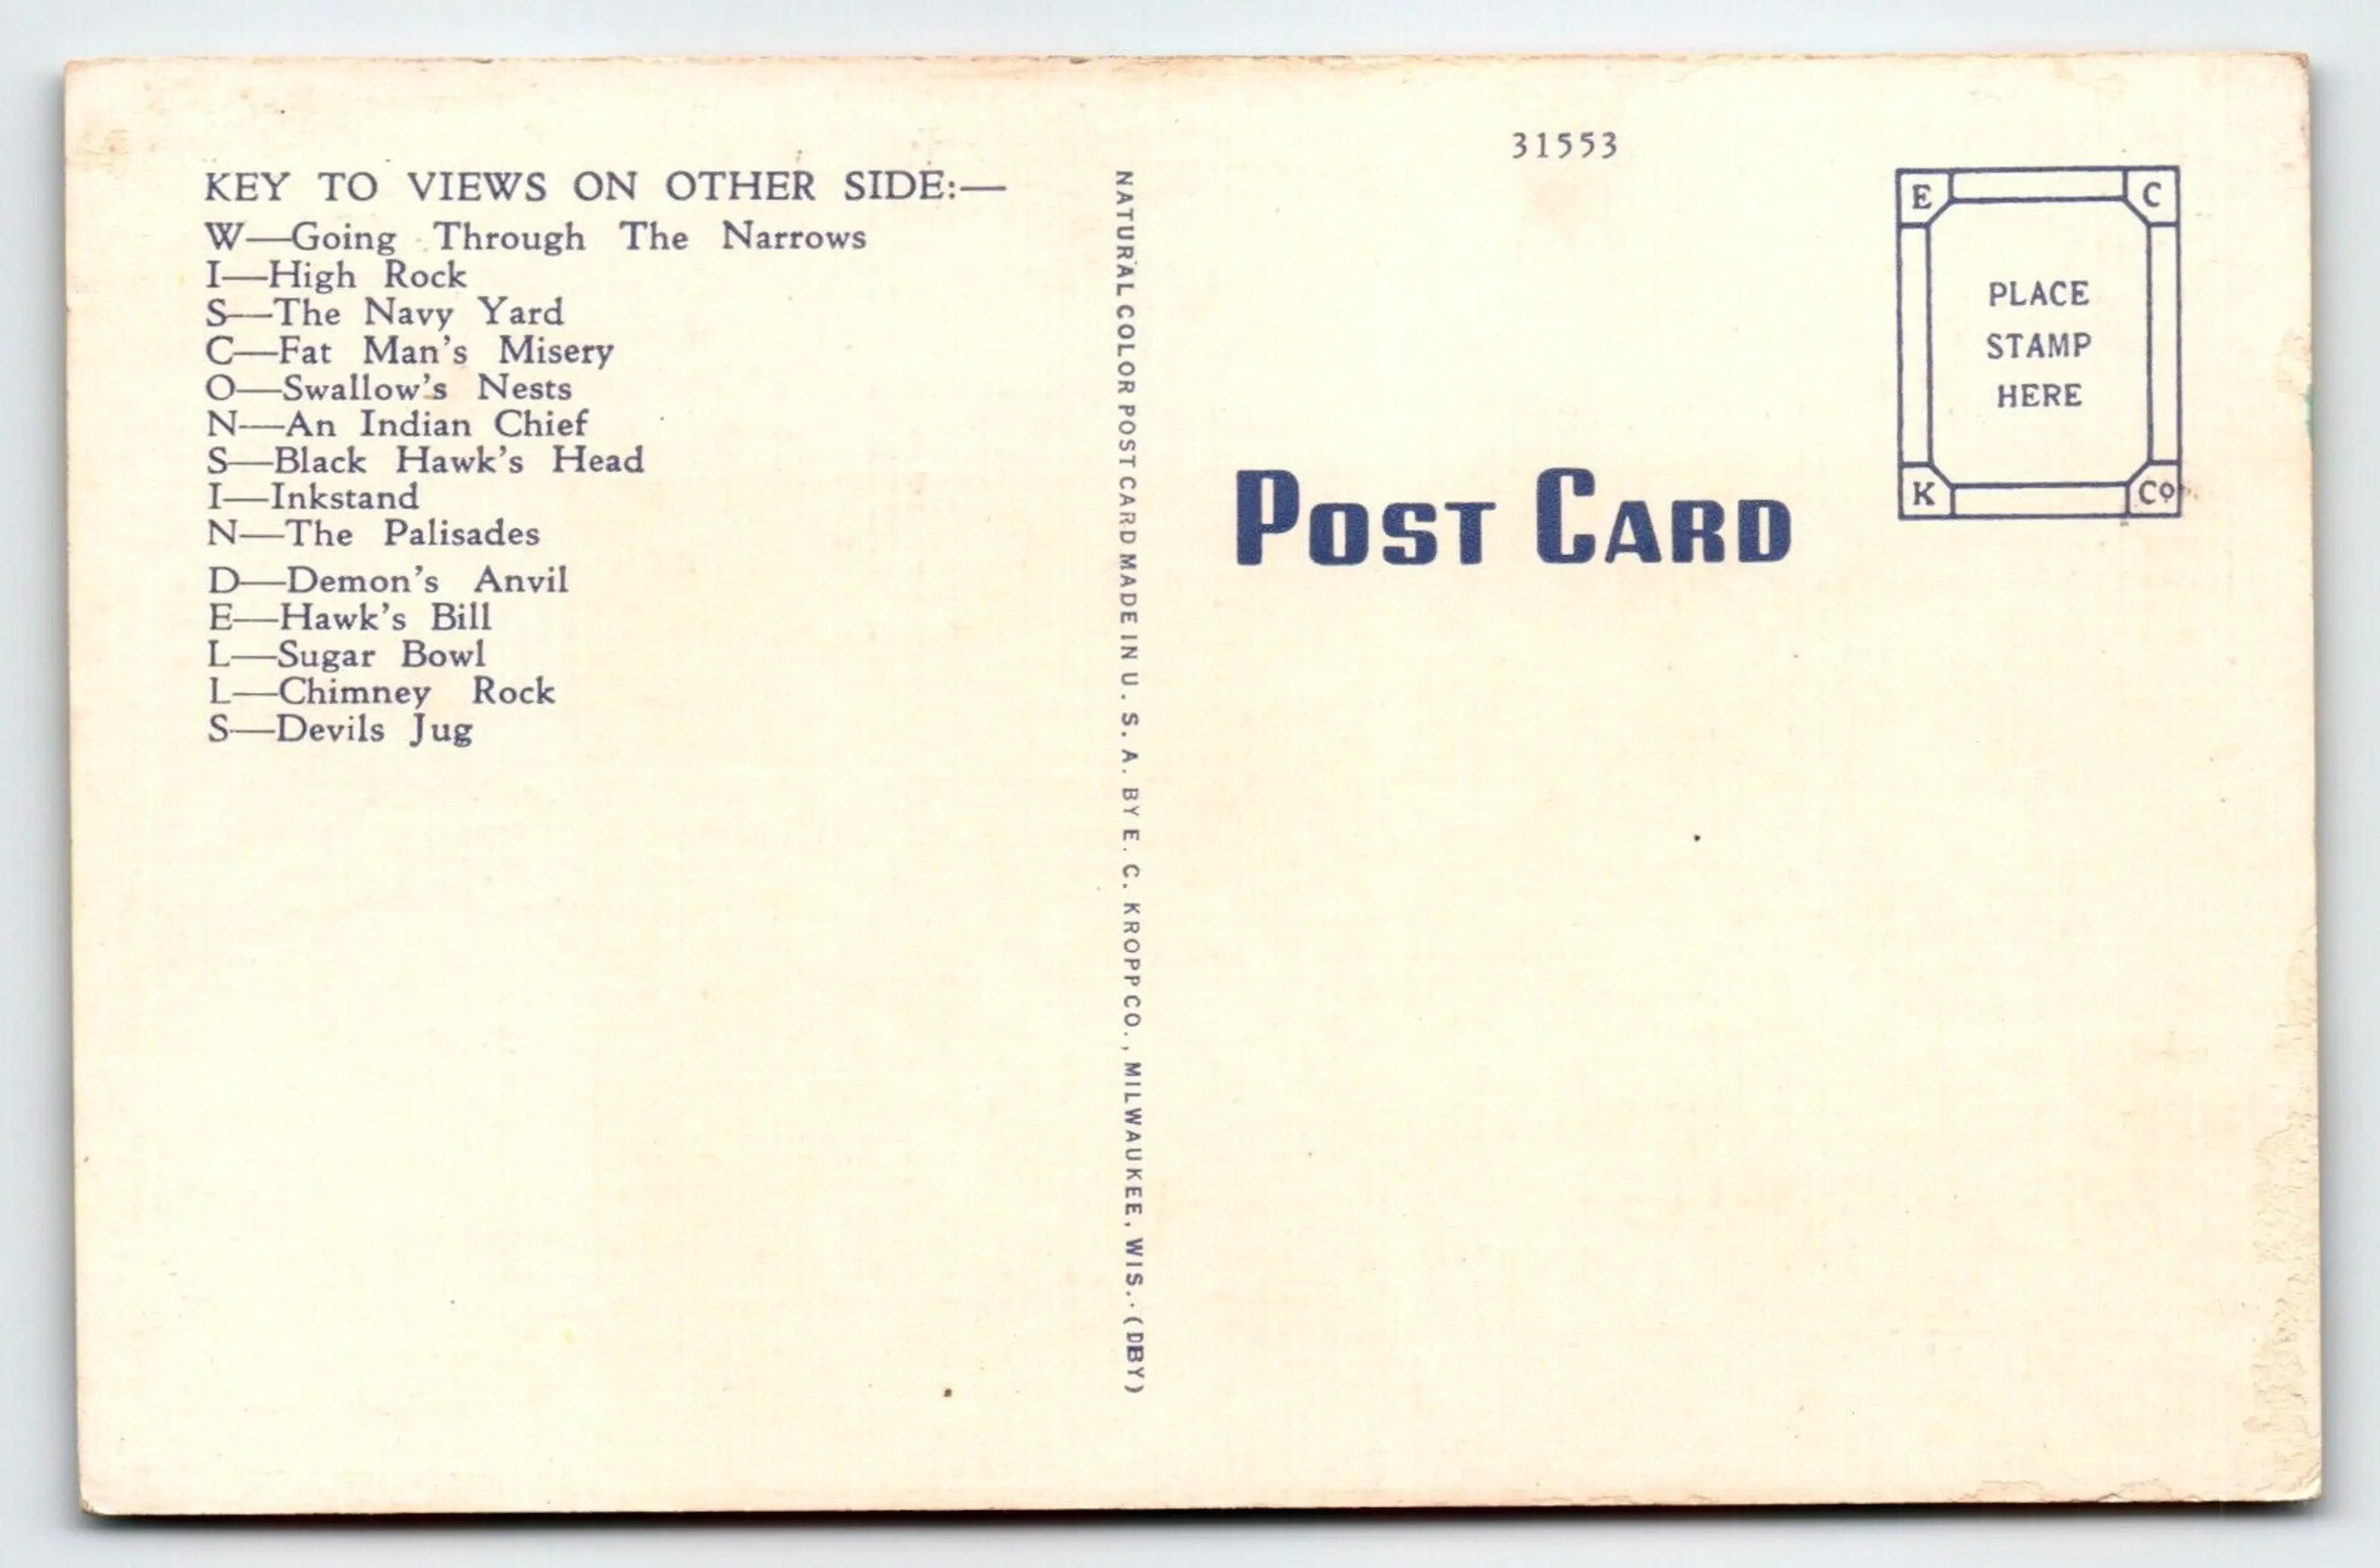 KEY TO VIEWS ON OTHER SIDE:—
W—Going Through The Narrows
I—High Rock
S—The Navy Yard
C—Fat Man's Misery
O—Swallow's Nests
N—An Indian Chief
S—Black Hawk's Head
I—Inkstand
N—The Palisades
D—Demon's Anvil
E—Hawk's Bill
L—Sugar Bowl
L—Chimney Rock
S—Devils Jug
NATURAL COLOR POST CARD MADE IN U. S. A. BY E. C. KROPP CO., MILWAUKEE, WIS. (DBY)
31553
POST CARD
E C
PLACE
STAMP
HERE
K Co